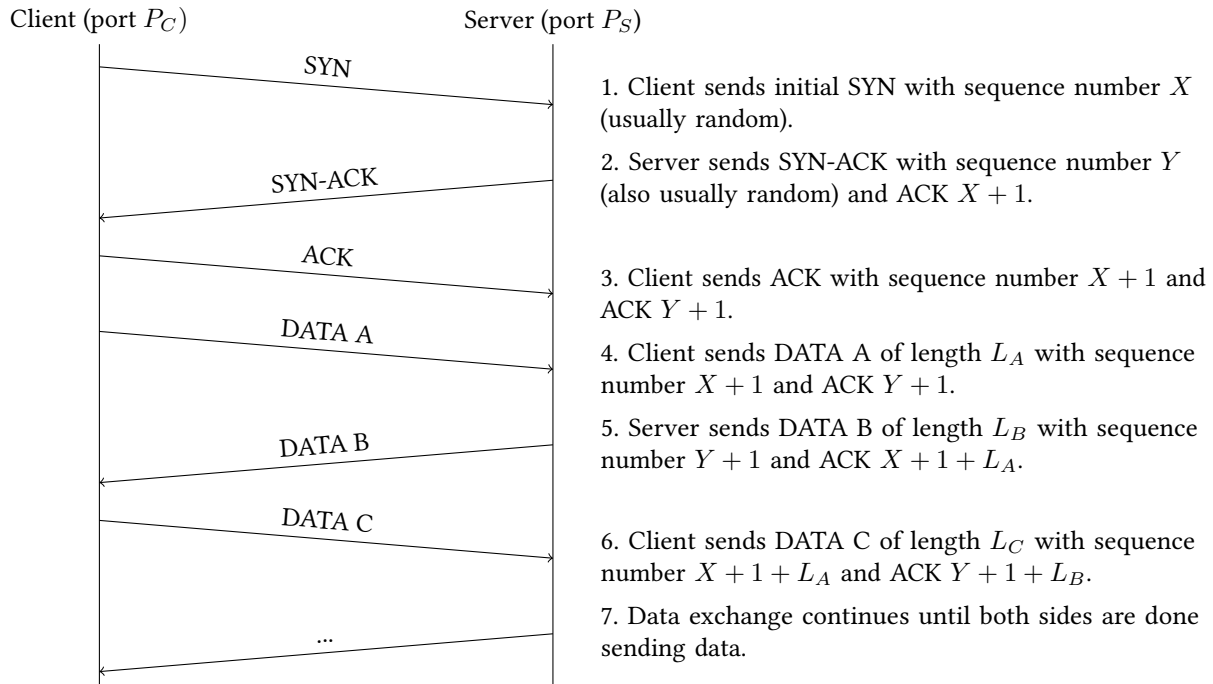 Client (port P_C)
Server (port P_S)
SYN
1. Client sends initial SYN with sequence number X
(usually random).
SYN-ACK
2. Server sends SYN-ACK with sequence number Y
(also usually random) and ACK X + 1.
ACK
3. Client sends ACK with sequence number X + 1 and
ACK Y + 1.
DATA A
4. Client sends DATA A of length L_A with sequence
number X + 1 and ACK Y + 1.
DATA B
5. Server sends DATA B of length L_B with sequence
number Y + 1 and ACK X + 1 + L_A.
DATA C
6. Client sends DATA C of length L_C with sequence
number X + 1 + L_A and ACK Y + 1 + L_B.
...
7. Data exchange continues until both sides are done
sending data.